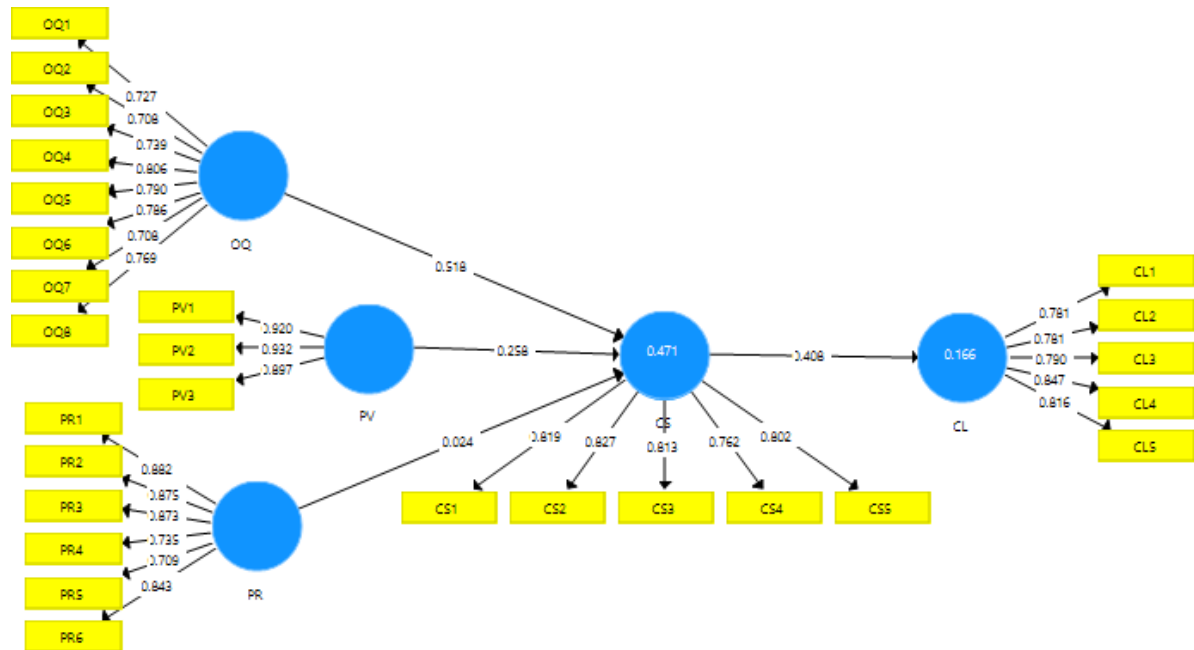 OQ1
OQ2
OQ3
OQ4
OQ5
OQ6
OQ7
OQ8
0.727
0.708
0.739
0.806
0.790
0.786
0.708
0.769
OQ
0.518
PV1
PV2
PV3
0.920
0.932
0.897
PV
0.258
PR1
PR2
PR3
PR4
PR5
PR6
0.882
0.875
0.873
0.735
0.709
0.843
PR
0.024
0.471
CS
0.819
0.827
0.813
0.762
0.802
CS1
CS2
CS3
CS4
CS5
0.408
0.166
CL
0.781
0.781
0.790
0.847
0.816
CL1
CL2
CL3
CL4
CL5